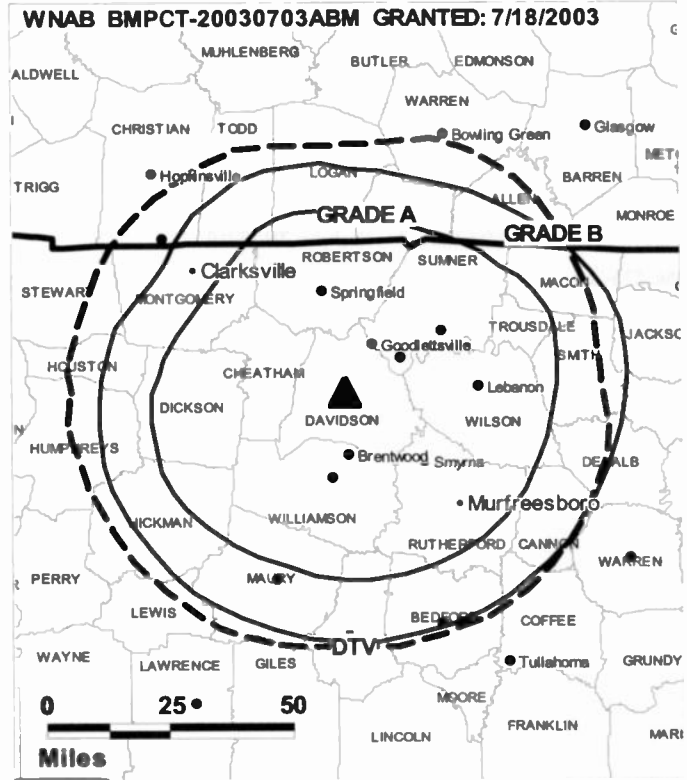 WNAB BMPCT-20030703ABM GRANTED: 7/18/2003
MUHLENBERG
BUTLER
EDMONSON
ALDWELL
WARREN
CHRISTIAN
TODD
Bowling Green
Glasgow
Hopkinsville
LOGAN
BARREN
TRIGG
ALLEN
MONROE
GRADE A
GRADE B
ROBERTSON
SUMNER
Clarksville
STEWAR
MONTGOMERY
Springfield
MACON
TROUSDALE
JACKSO
Goodlettsville
SMITH
HOUSTON
CHEATHAM
Lebanon
DICKSON
DAVIDSON
WILSON
HUMPHREYS
Brentwood
Smyrna
DEKALB
Murfreesboro
HICKMAN
WILLIAMSON
RUTHERFORD
CANNON
WARREN
PERRY
MAURY
LEWIS
BEDFORD
COFFEE
DTV
WAYNE
LAWRENCE
GILES
Tullahoma
GRUNDY
MOORE
0 25 50
FRANKLIN
LINCOLN
MARI
Miles